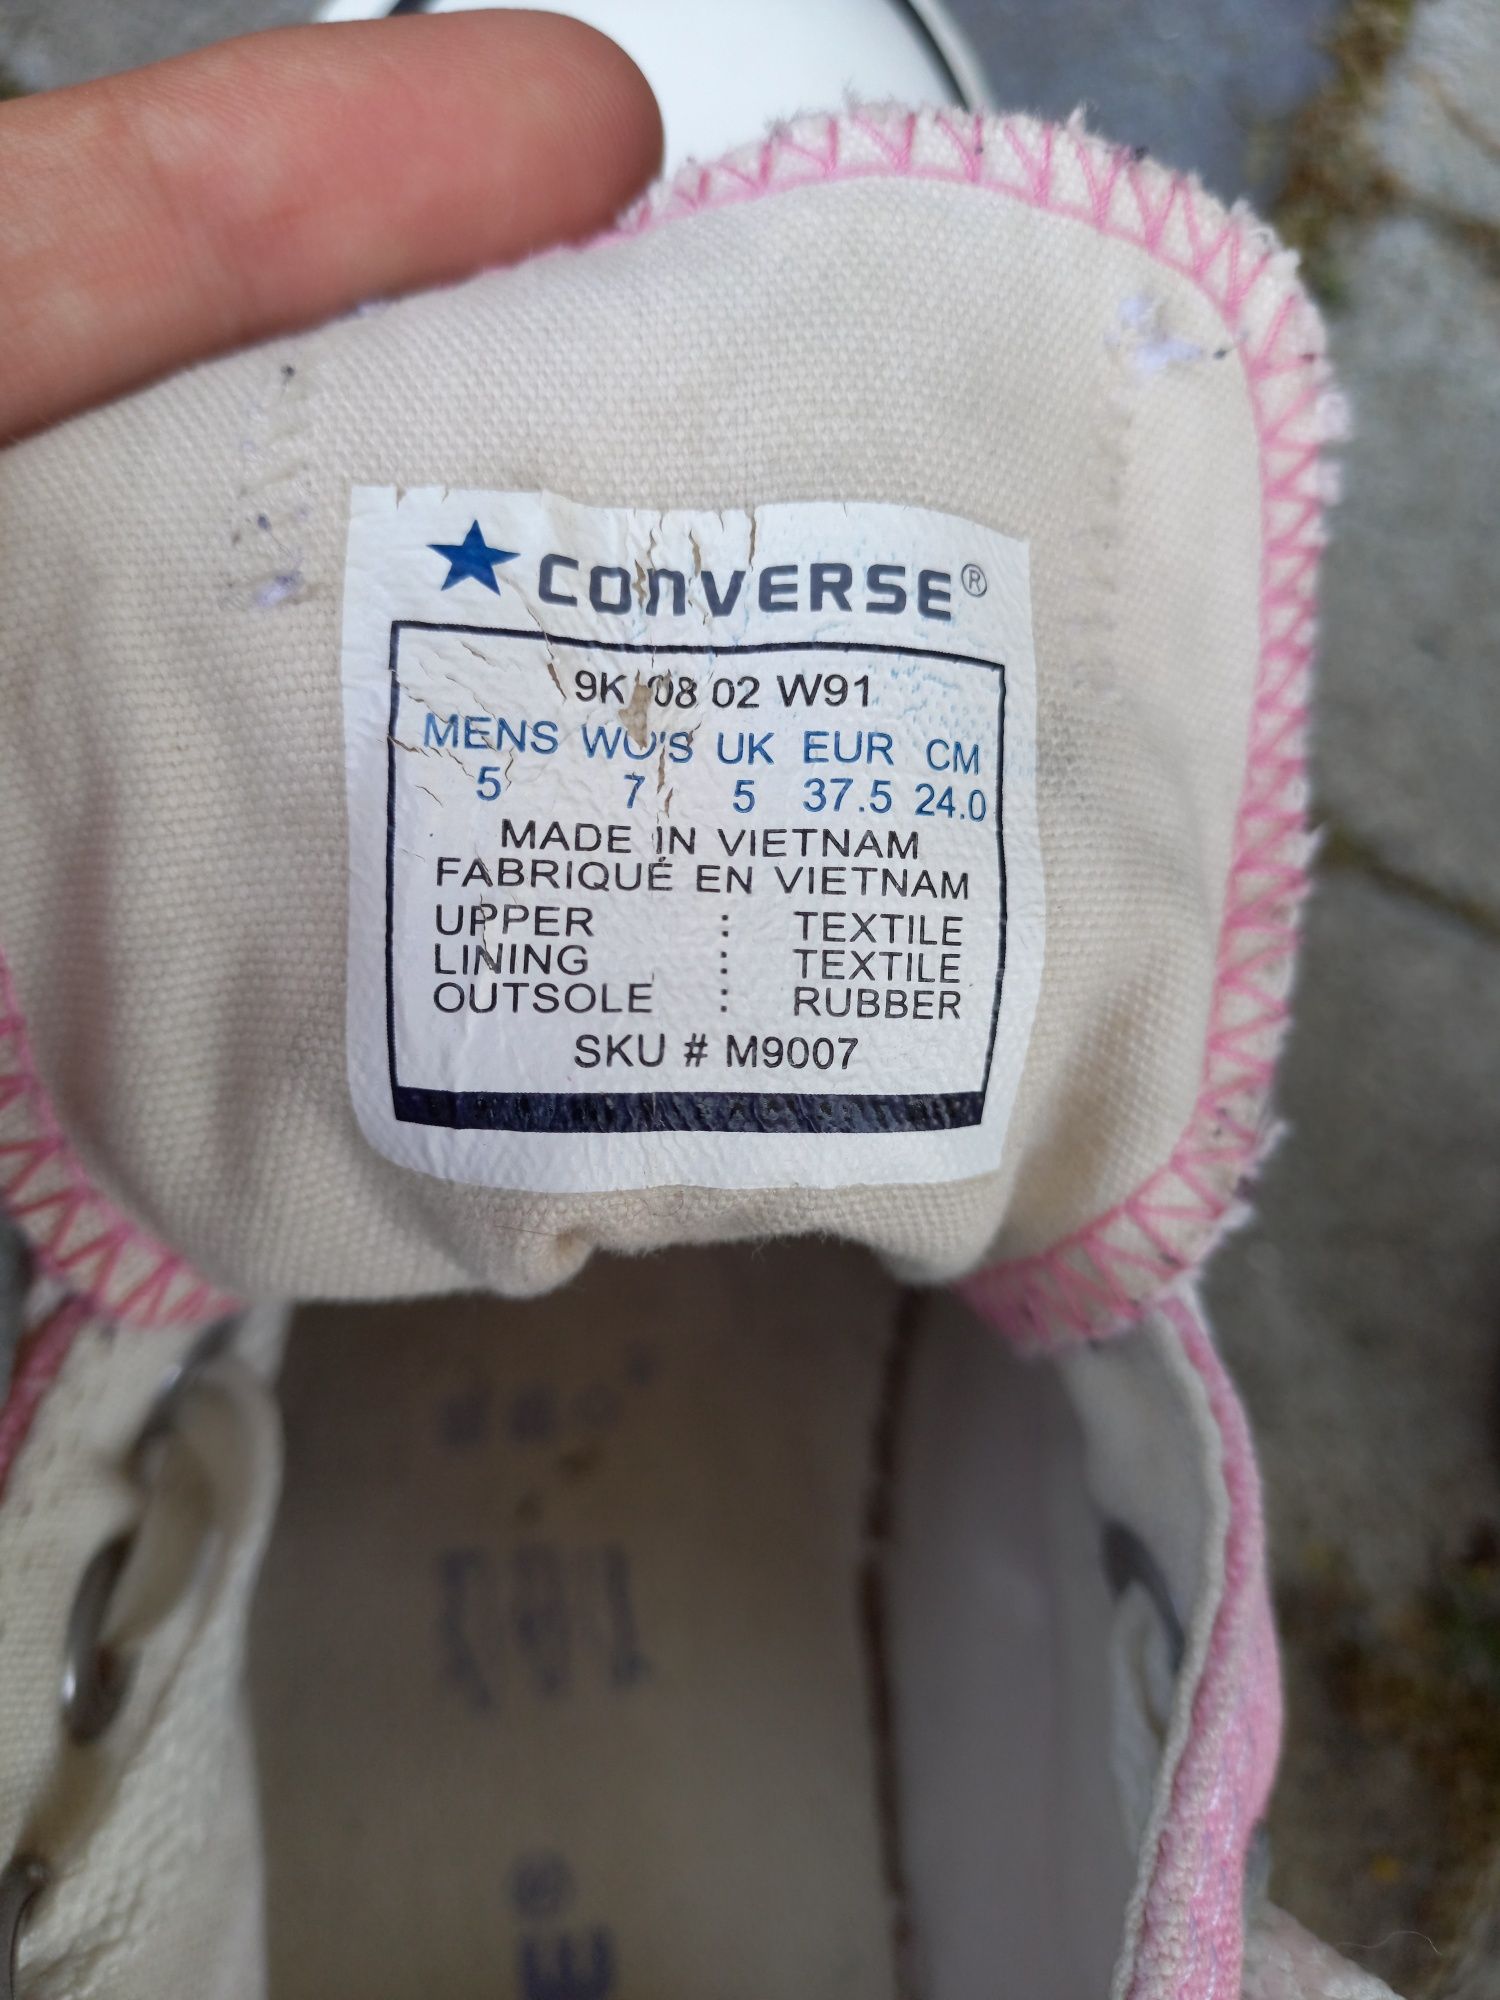 CONVERSE®
9K 08 02 W91
MENS WO'S UK EUR CM
5 7 5 37.5 24.0
MADE IN VIETNAM
FABRIQUÉ EN VIETNAM
UPPER : TEXTILE
LINING : TEXTILE
OUTSOLE : RUBBER
SKU # M9007